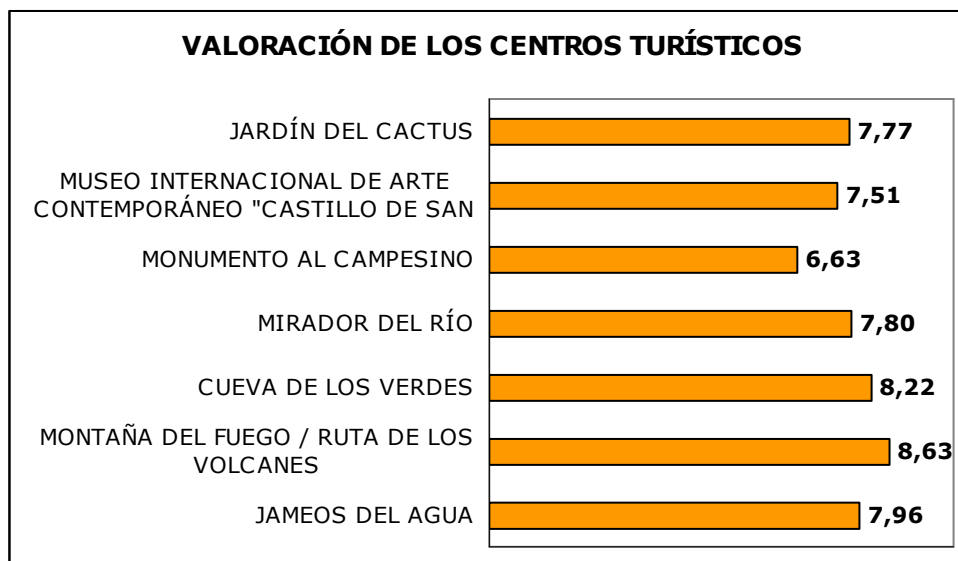 VALORACIÓN DE LOS CENTROS TURÍSTICOS
JARDÍN DEL CACTUS 7,77
MUSEO INTERNACIONAL DE ARTE
CONTEMPORÁNEO "CASTILLO DE SAN 7,51
MONUMENTO AL CAMPESINO 6,63
MIRADOR DEL RÍO 7,80
CUEVA DE LOS VERDES 8,22
MONTAÑA DEL FUEGO / RUTA DE LOS
VOLCANES 8,63
JAMEOS DEL AGUA 7,96